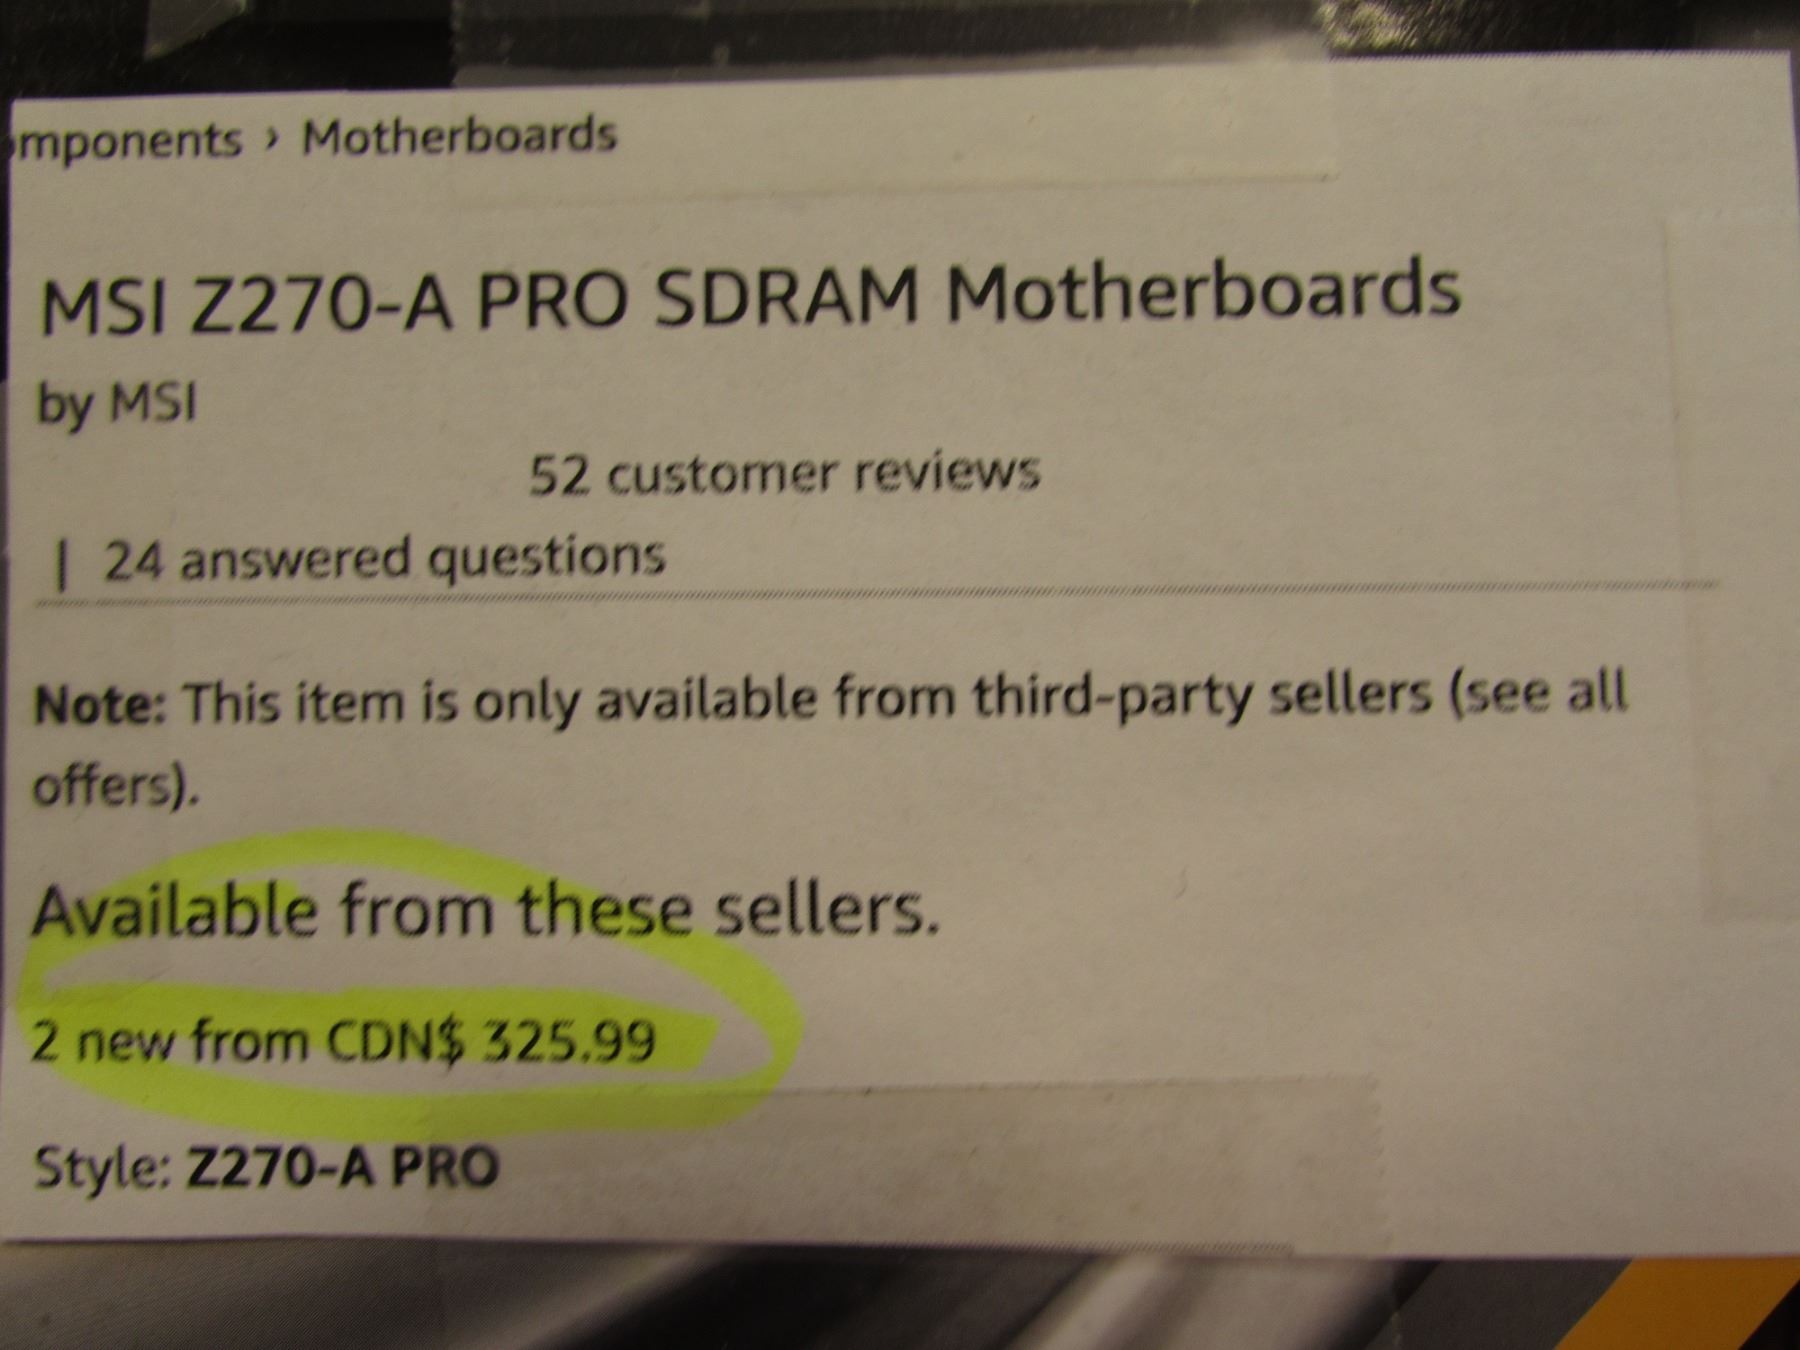 omponents › Motherboards
MSI Z270-A PRO SDRAM Motherboards
by MSI
52 customer reviews
| 24 answered questions
Note: This item is only available from third-party sellers (see all
offers).
Available from these sellers.
2 new from CDN$ 325.99
Style: Z270-A PRO